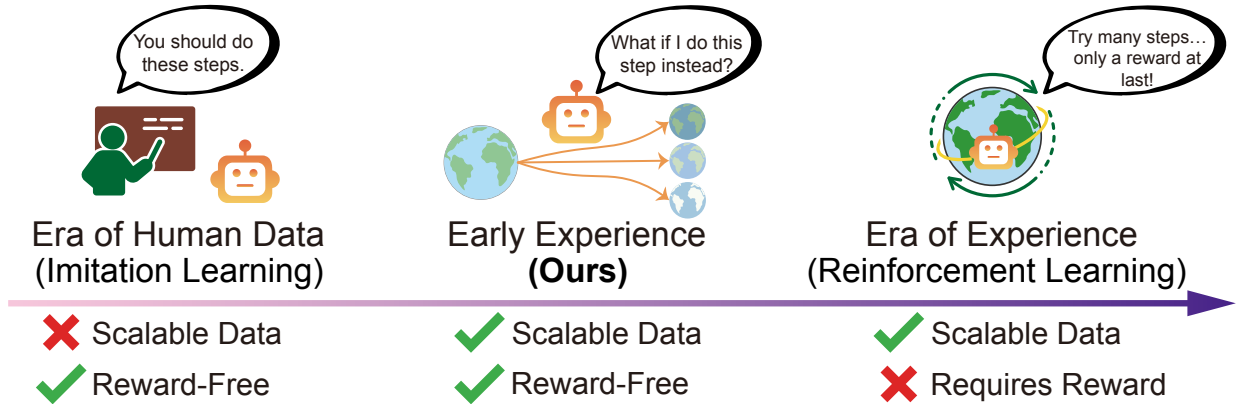 You should do
these steps.
What if I do this
step instead?
Try many steps…
only a reward at
last!
Era of Human Data
(Imitation Learning)
Early Experience
(Ours)
Era of Experience
(Reinforcement Learning)
Scalable Data
Reward-Free
Scalable Data
Reward-Free
Scalable Data
Requires Reward